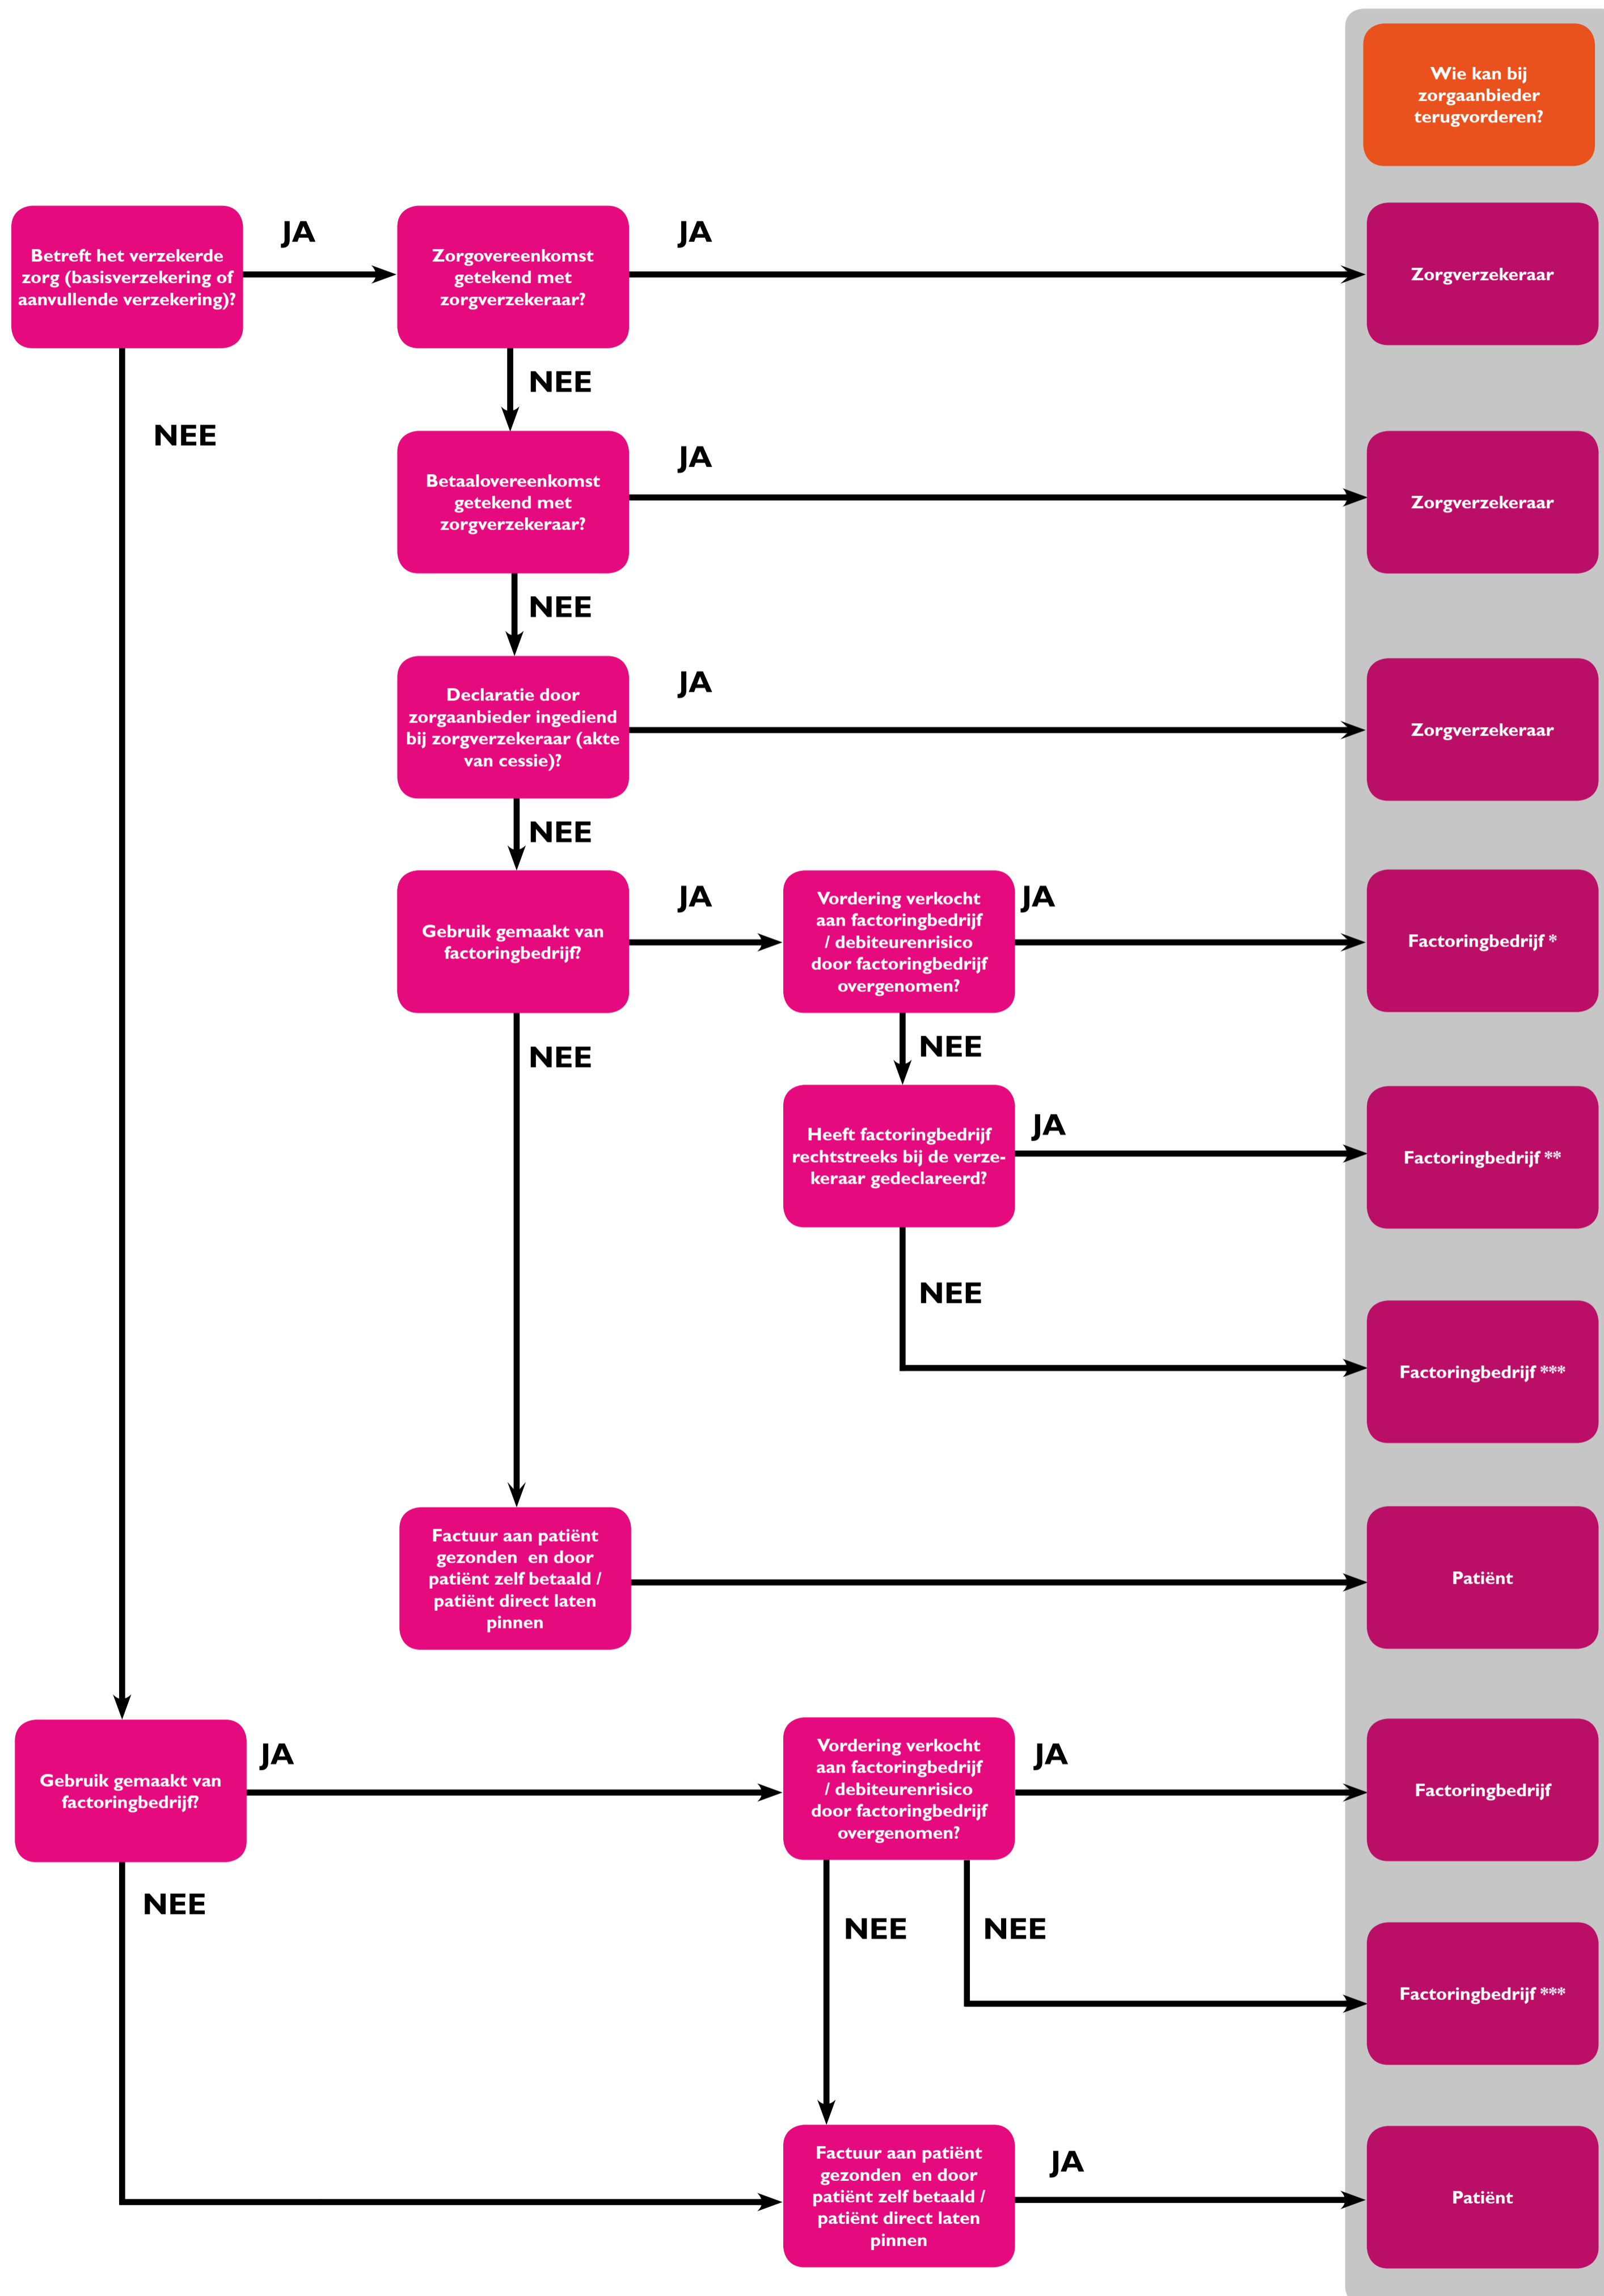 Wie kan bij
zorgaanbieder
terugvorderen?
Betreft het verzekerde
zorg (basisverzekering of
aanvullende verzekering)?
JA
Zorgovereenkomst
getekend met
zorgverzekeraar?
JA
Zorgverzekeraar
NEE
NEE
Betaalovereenkomst
getekend met
zorgverzekeraar?
JA
Zorgverzekeraar
NEE
Declaratie door
zorgaanbieder ingediend
bij zorgverzekeraar (akte
van cessie)?
JA
Zorgverzekeraar
NEE
Gebruik gemaakt van
factoringbedrijf?
JA
Vordering verkocht
aan factoringbedrijf
/ debiteurenrisico
door factoringbedrijf
overgenomen?
JA
Factoringbedrijf *
NEE
NEE
Heeft factoringbedrijf
rechtstreeks bij de verze-
keraar gedeclareerd?
JA
Factoringbedrijf **
NEE
Factoringbedrijf ***
Factuur aan patiënt
gezonden  en door
patiënt zelf betaald /
patiënt direct laten
pinnen
Patiënt
Gebruik gemaakt van
factoringbedrijf?
JA
Vordering verkocht
aan factoringbedrijf
/ debiteurenrisico
door factoringbedrijf
overgenomen?
JA
Factoringbedrijf
NEE
NEE
NEE
Factoringbedrijf ***
Factuur aan patiënt
gezonden  en door
patiënt zelf betaald /
patiënt direct laten
pinnen
JA
Patiënt